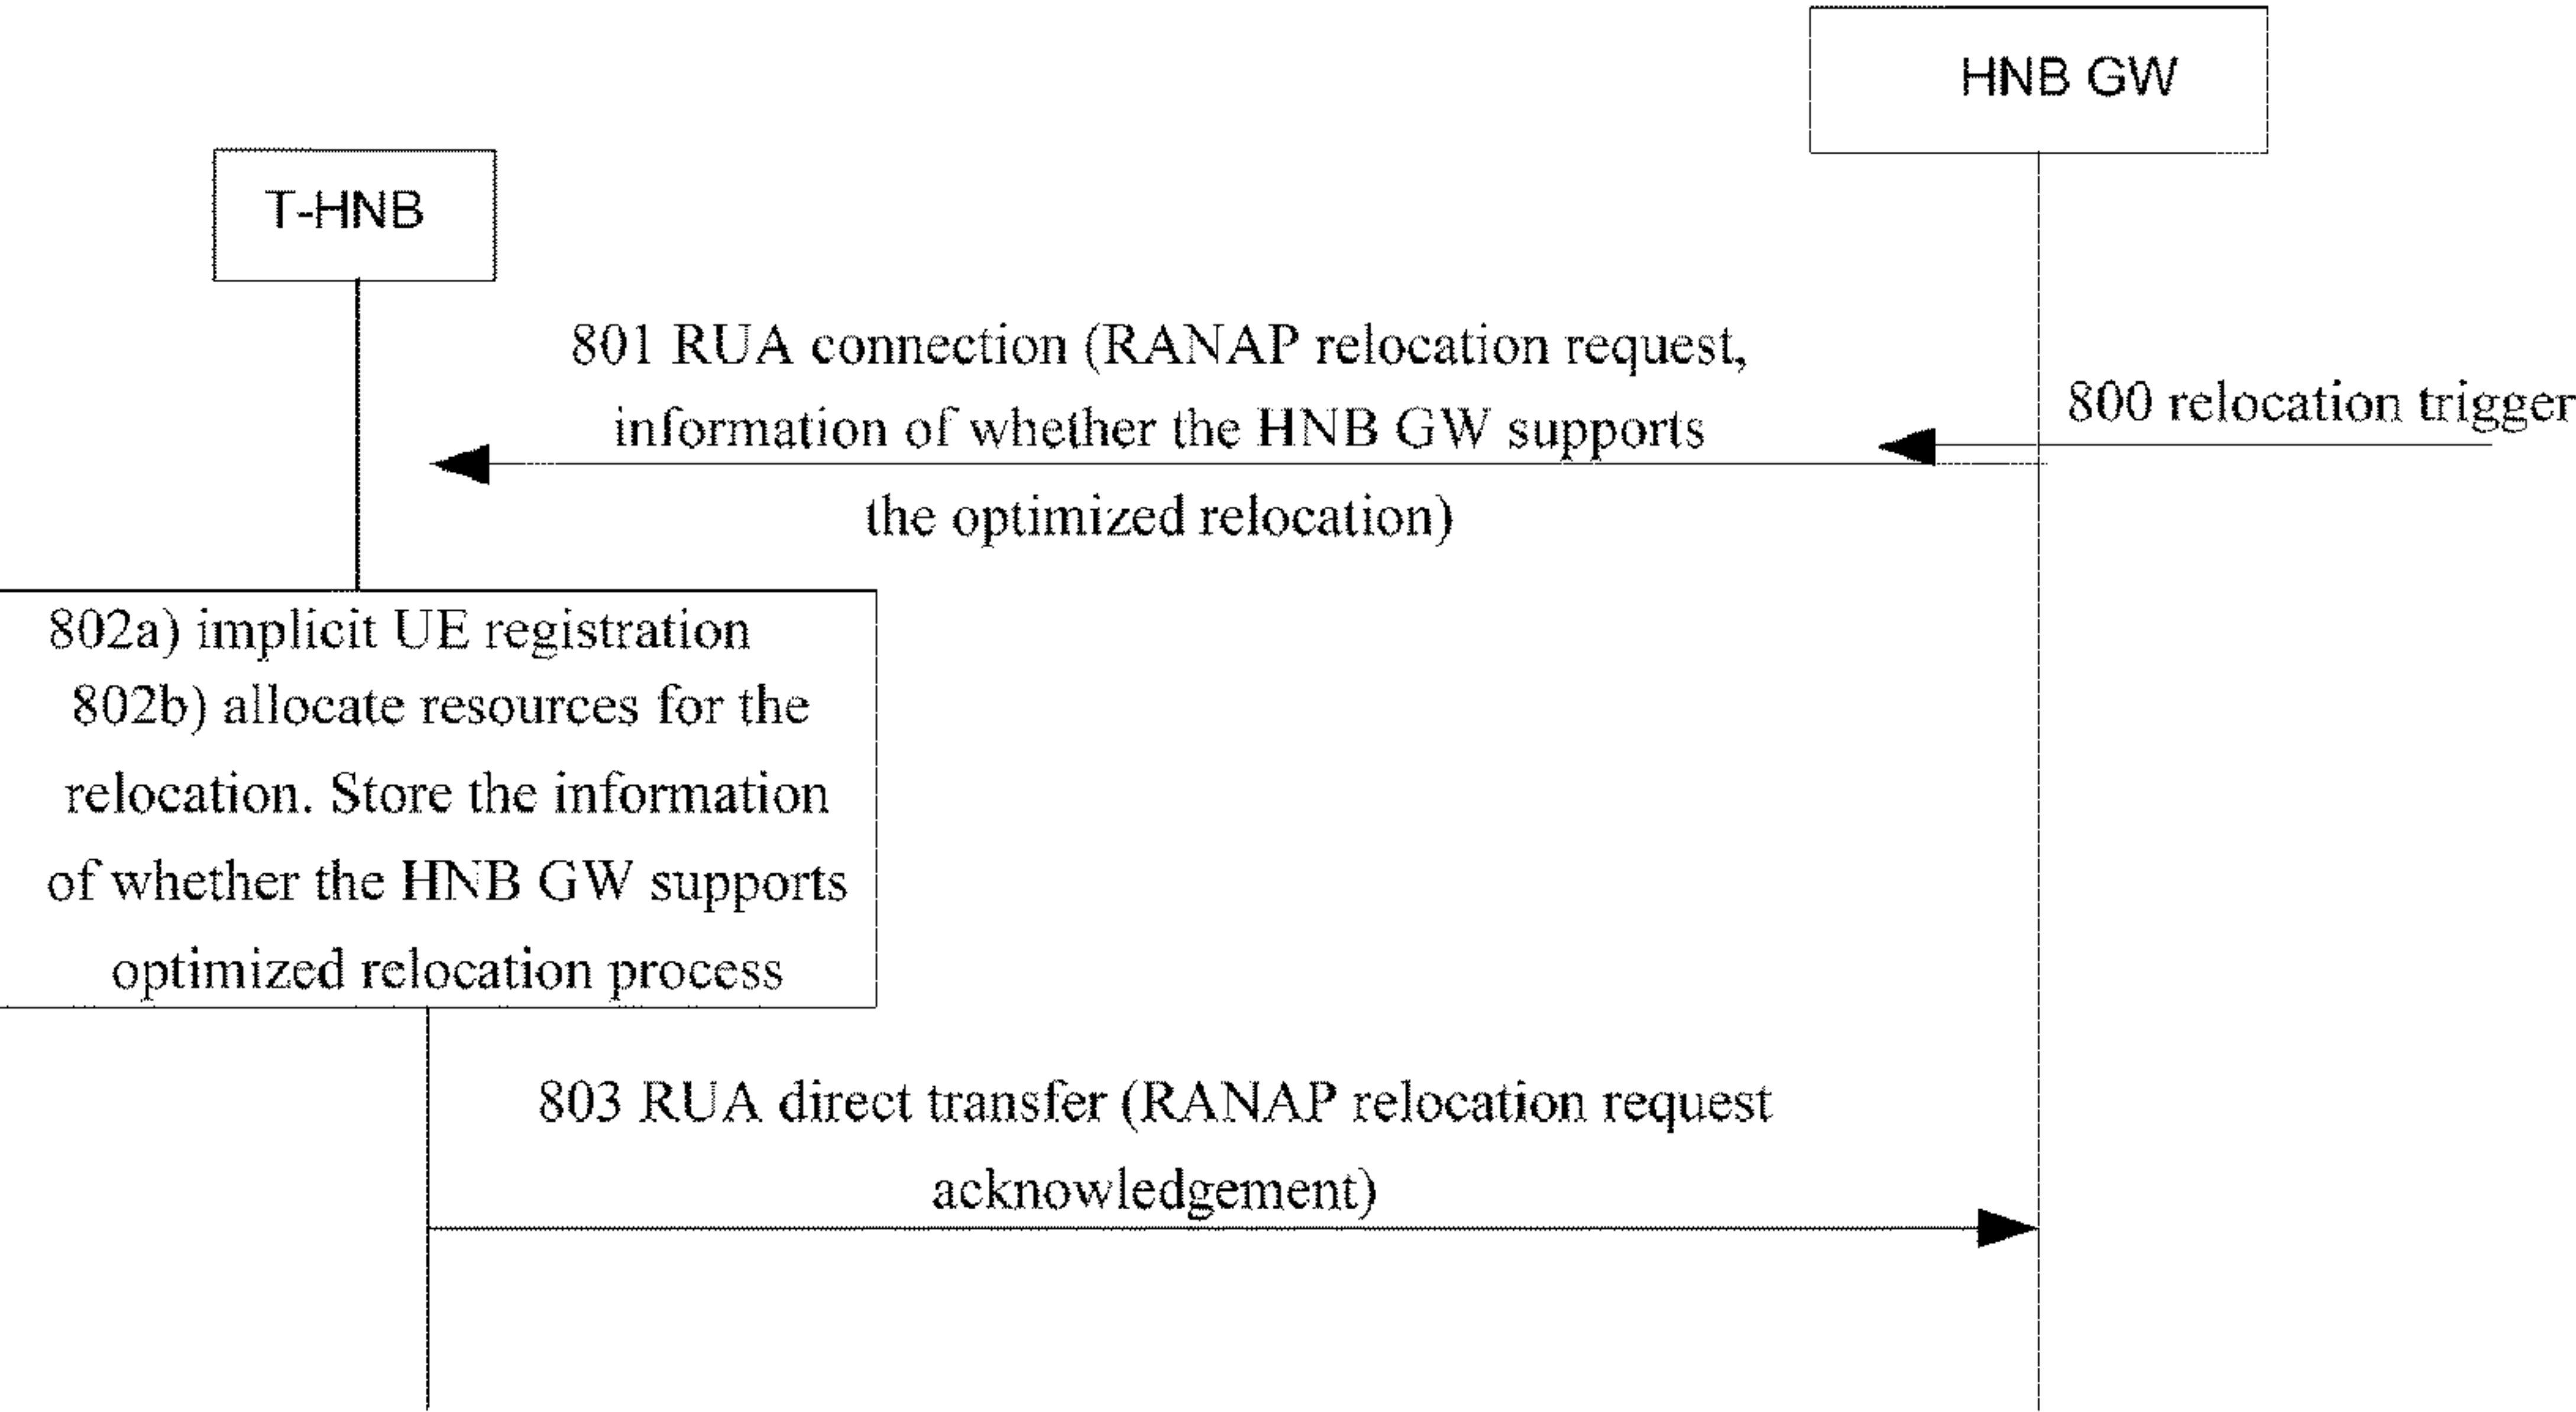 HNB GW
T-HNB
801 RUA connection (RANAP relocation request,
information of whether the HNB GW supports
the optimized relocation)
800 relocation trigger
802a) implicit UE registration
802b) allocate resources for the
relocation. Store the information
of whether the HNB GW supports
optimized relocation process
803 RUA direct transfer (RANAP relocation request
acknowledgement)